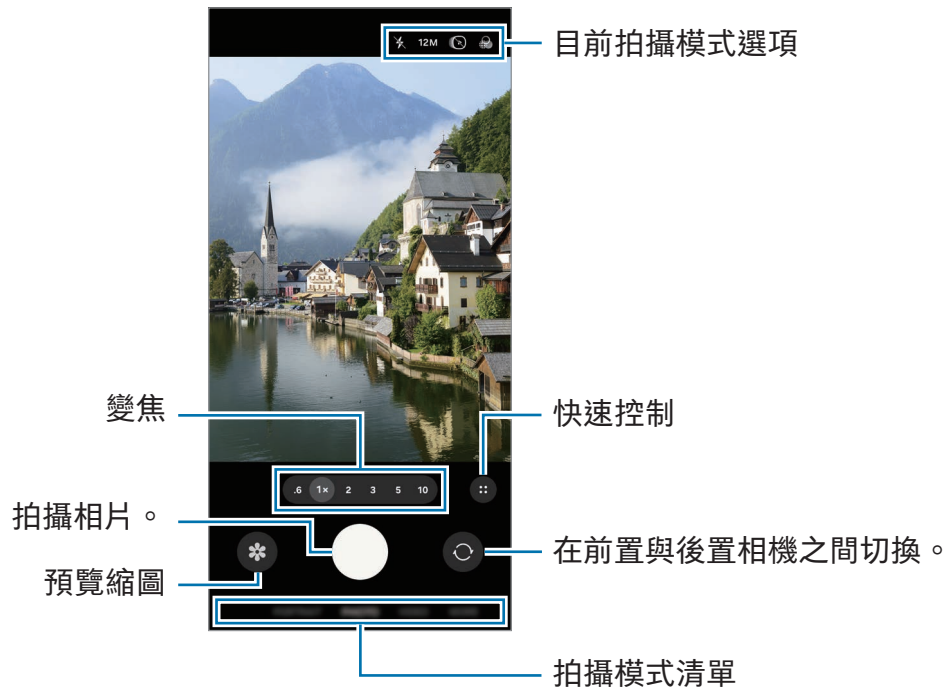 12M
目前拍攝模式選項
變焦
快速控制
.6 1× 2 3 5 10
拍攝相片。
在前置與後置相機之間切換。
預覽縮圖
拍攝模式清單